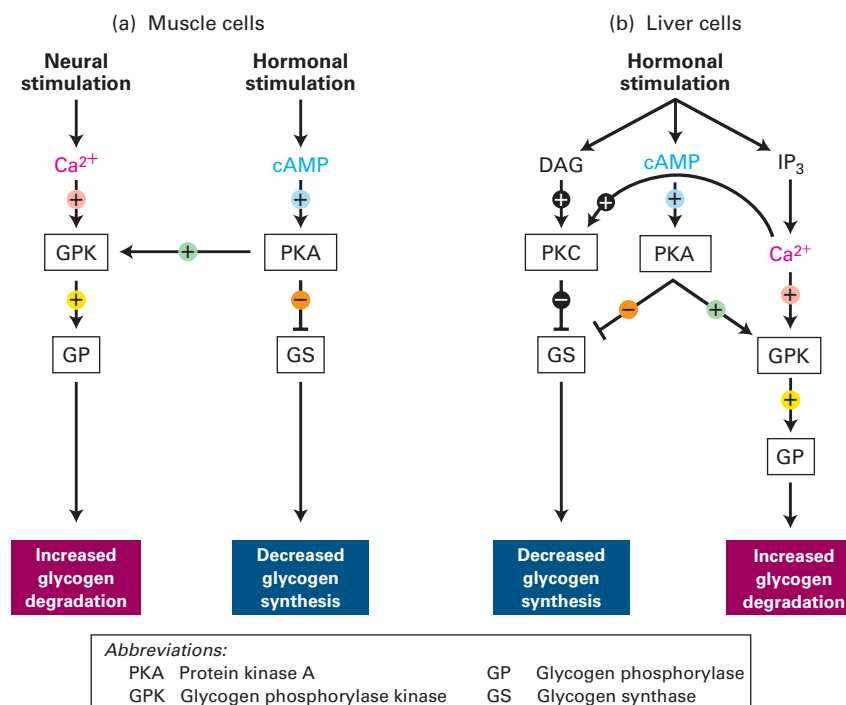 (a) Muscle cells
Neural
stimulation
Hormonal
stimulation
Ca²⁺
cAMP
+
+
GPK
+
PKA
+
−
GP
GS
Increased
glycogen
degradation
Decreased
glycogen
synthesis
(b) Liver cells
Hormonal
stimulation
DAG
cAMP
IP₃
+
+
+
PKC
PKA
Ca²⁺
−
−
+
+
GS
GPK
+
GP
Decreased
glycogen
synthesis
Increased
glycogen
degradation
Abbreviations:
PKA Protein kinase A
GPK Glycogen phosphorylase kinase
GP Glycogen phosphorylase
GS Glycogen synthase